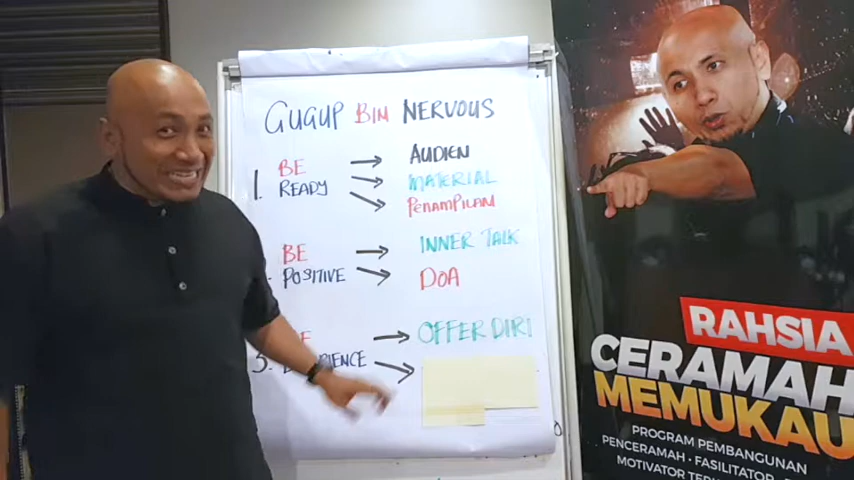 GUGUP BIN NERVOUS
1. BE READY → AUDIEN
→ MATERIAL
→ PENAMPILAN
BE POSITIVE → INNER TALK
→ DOA
3. → OFFER DIRI
→
RAHSIA
CERAMAH
MEMUKAU
PROGRAM PEMBANGUNAN
PENCERAMAH · FASILITATOR
MOTIVATOR